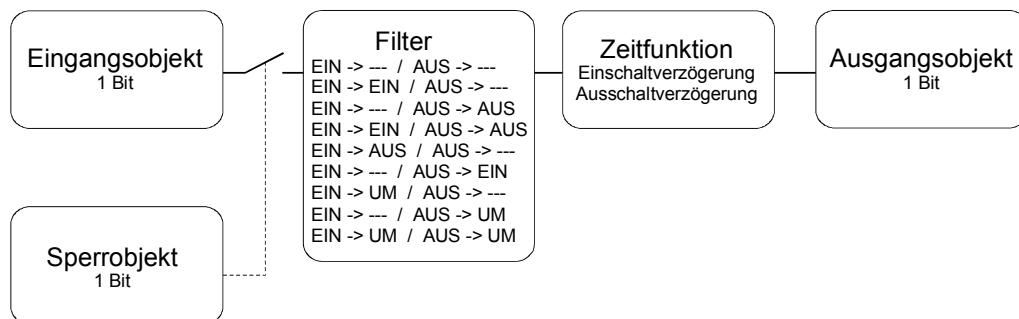 Eingangsobjekt
1 Bit
Filter
EIN -> --- / AUS -> ---
EIN -> EIN / AUS -> ---
EIN -> --- / AUS -> AUS
EIN -> EIN / AUS -> AUS
EIN -> AUS / AUS -> ---
EIN -> --- / AUS -> EIN
EIN -> UM / AUS -> ---
EIN -> --- / AUS -> UM
EIN -> UM / AUS -> UM
Zeitfunktion
Einschaltverzögerung
Ausschaltverzögerung
Ausgangsobjekt
1 Bit
Sperrobjekt
1 Bit